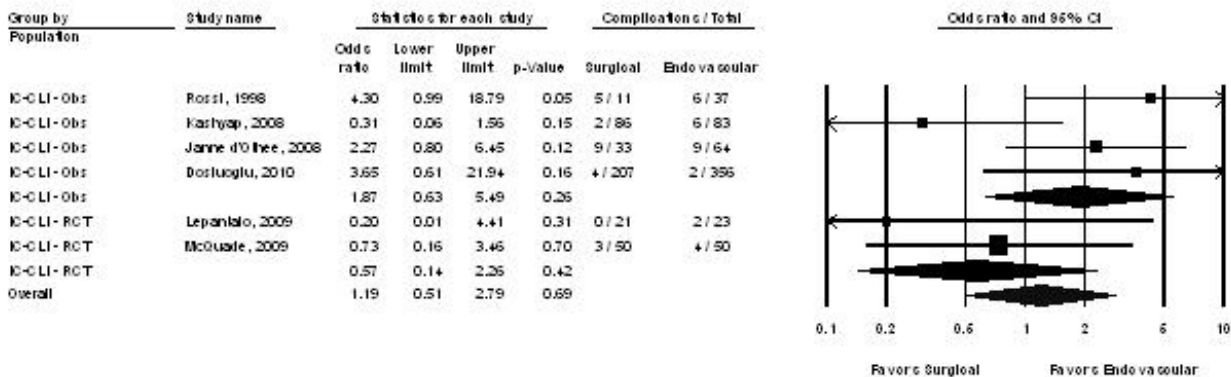 Group by Study name Statistics for each study Complications / Total Odds ratio and 95% CI
Population
Odds Lower Upper
ratio limit limit p-Value Surgical Endovascular
IC-CLI - Obs Rossi, 1998 4.30 0.99 18.79 0.05 5 / 11 6 / 37
IC-CLI - Obs Kashyap, 2008 0.31 0.06 1.56 0.15 2 / 86 6 / 83
IC-CLI - Obs Janne d'Othee, 2008 2.27 0.80 6.45 0.12 9 / 33 9 / 64
IC-CLI - Obs Dosluoglu, 2010 3.65 0.61 21.94 0.16 4 / 207 2 / 356
IC-CLI - Obs 1.87 0.63 5.49 0.26
IC-CLI - RCT Lepantalo, 2009 0.20 0.01 4.41 0.31 0 / 21 2 / 23
IC-CLI - RCT McQuade, 2009 0.73 0.16 3.46 0.70 3 / 50 4 / 50
IC-CLI - RCT 0.57 0.14 2.26 0.42
Overall 1.19 0.51 2.79 0.69
0.1 0.2 0.5 1 2 5 10
Favors Surgical Favors Endovascular